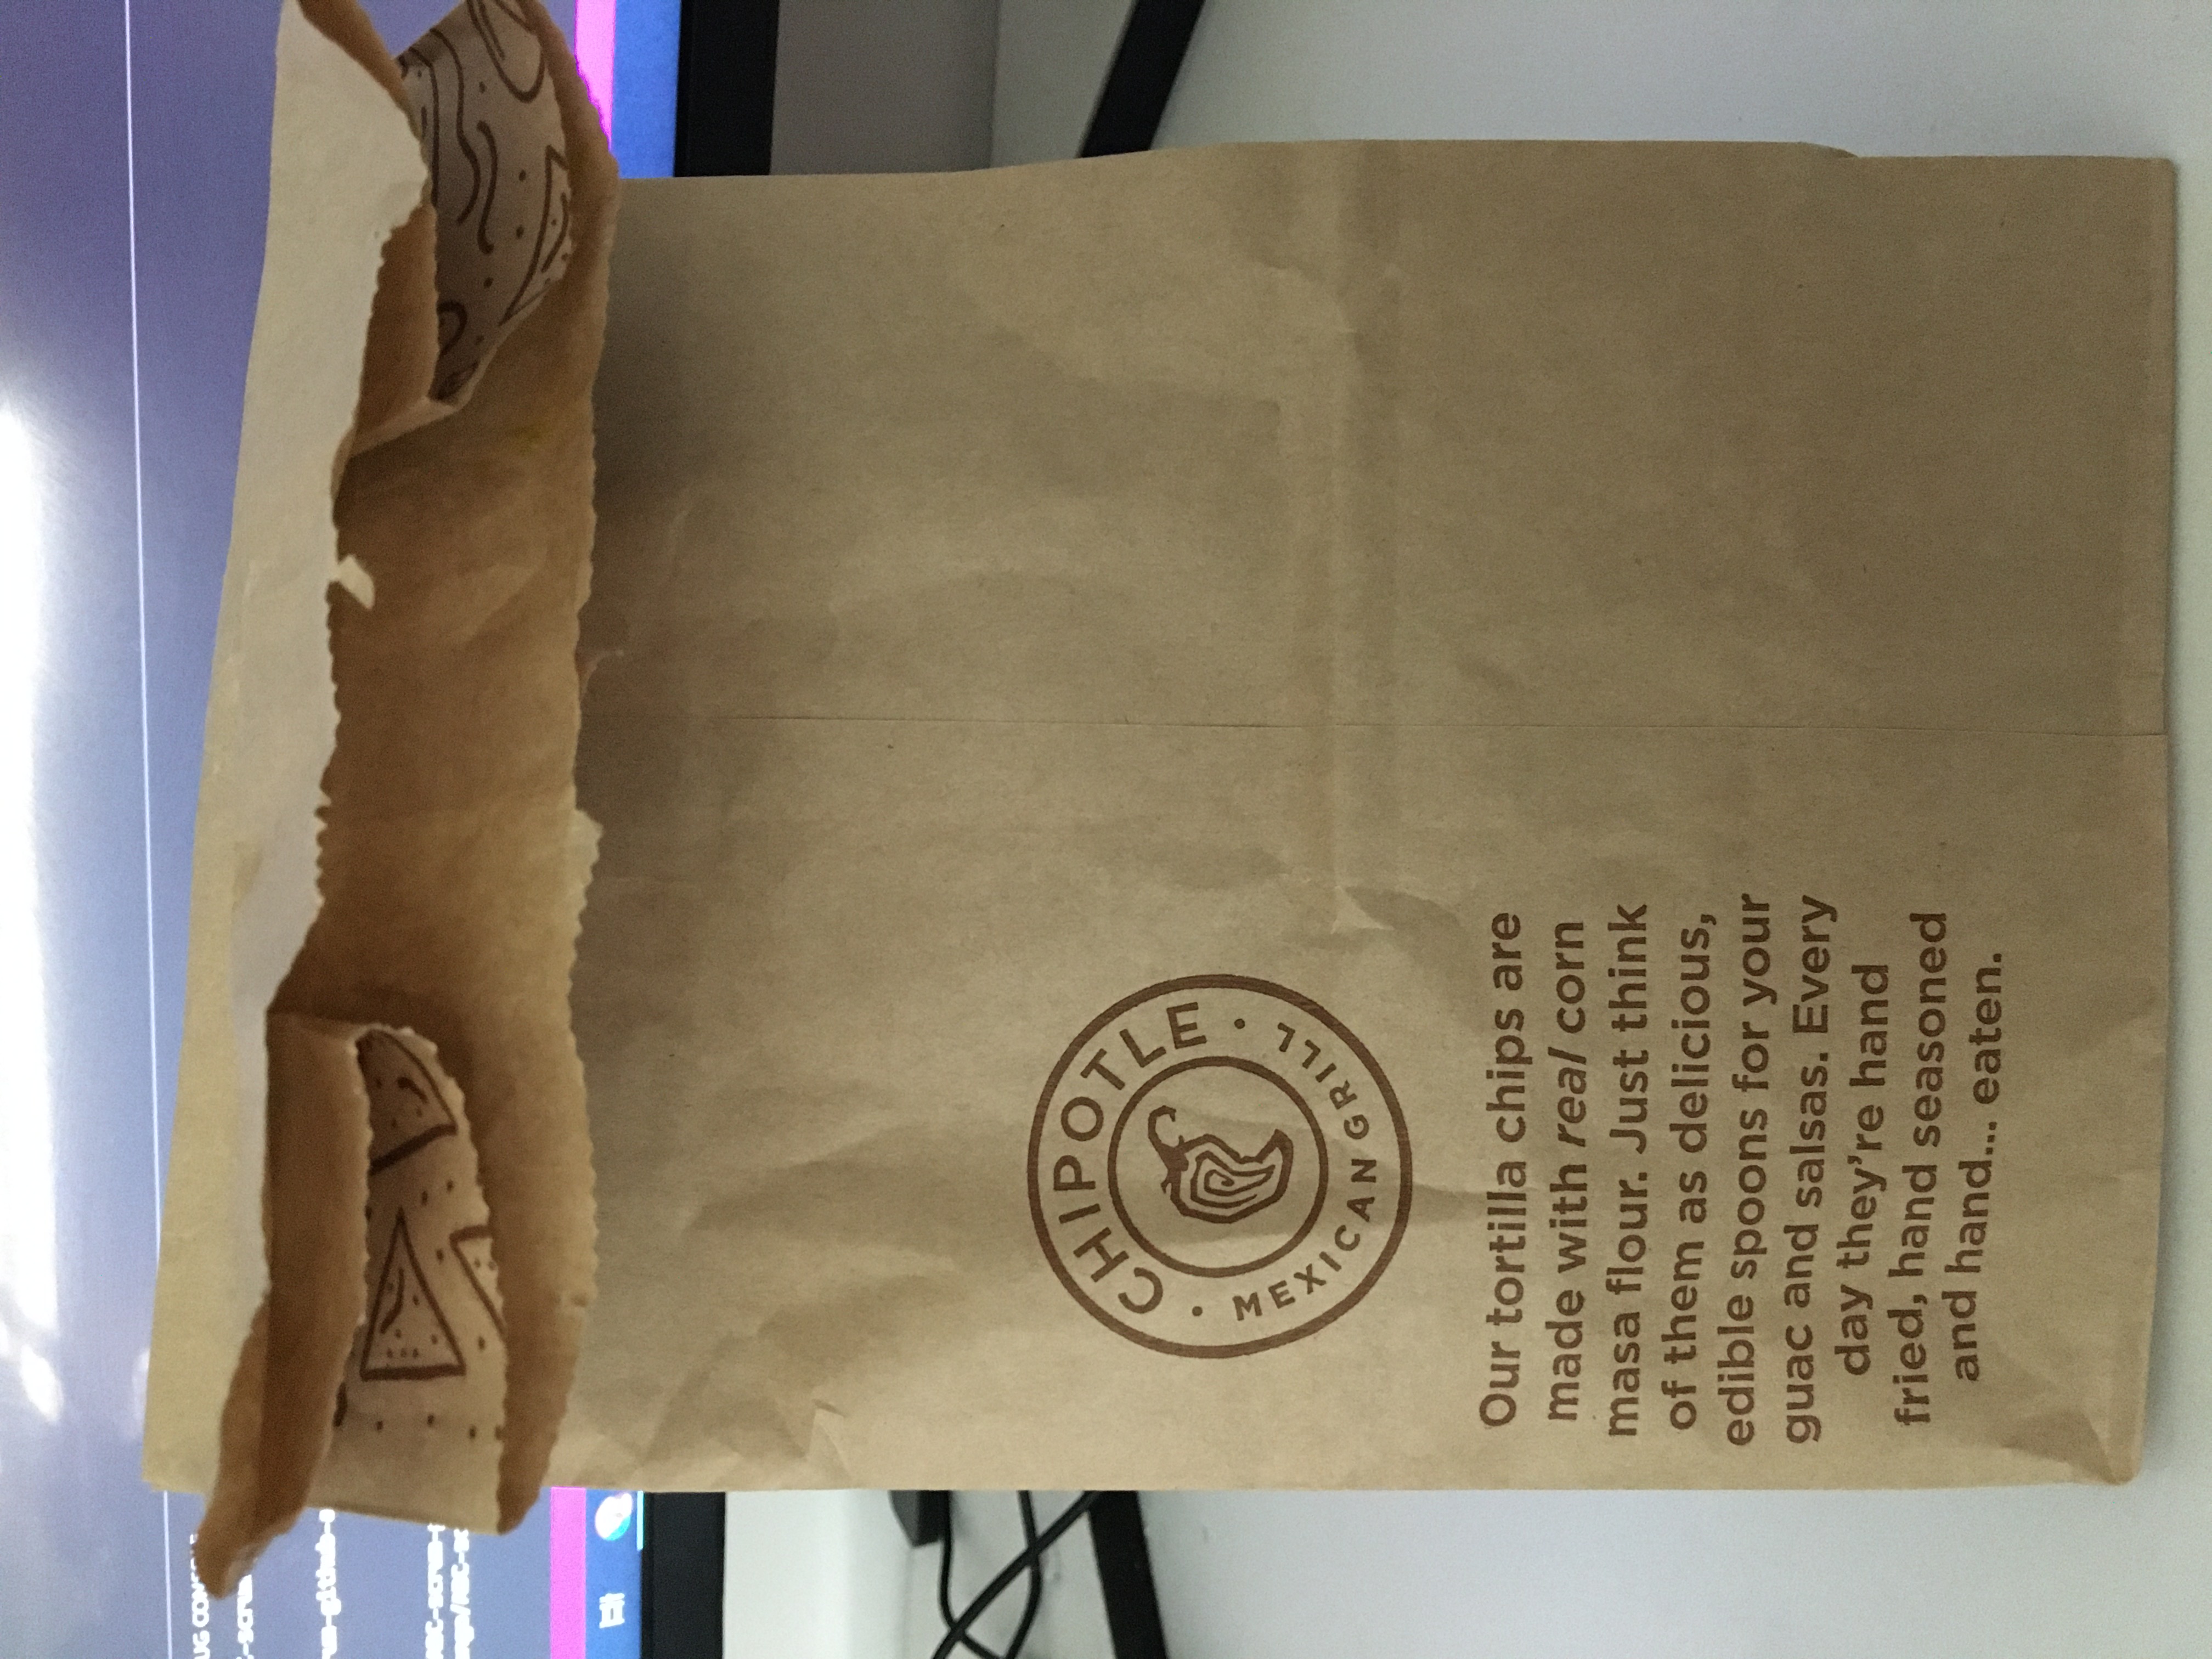 CHIPOTLE
MEXICAN GRILL
Our tortilla chips are
made with real corn
masa flour. Just think
of them as delicious,
edible spoons for your
guac and salsas. Every
day they're hand
fried, hand seasoned
and hand... eaten.